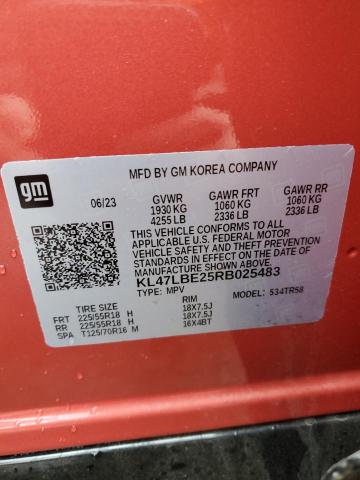 gm
MFD BY GM KOREA COMPANY
06/23 GVWR GAWR FRT GAWR RR
1930 KG 1060 KG 1060 KG
4255 LB 2336 LB 2336 LB
THIS VEHICLE CONFORMS TO ALL
APPLICABLE U.S. FEDERAL MOTOR
VEHICLE SAFETY AND THEFT
PREVENTION STANDARDS IN EFFECT
ON THE DATE OF MANUFACTURE
SHOWN ABOVE.
KL47LBE25RB025483
TYPE: MPV MODEL: 534TR58
TIRE SIZE RIM
FRT 225/55R18 H 18X7.5J
RR 225/55R18 H 18X7.5J
SPA T125/70R16 M 16X4BT